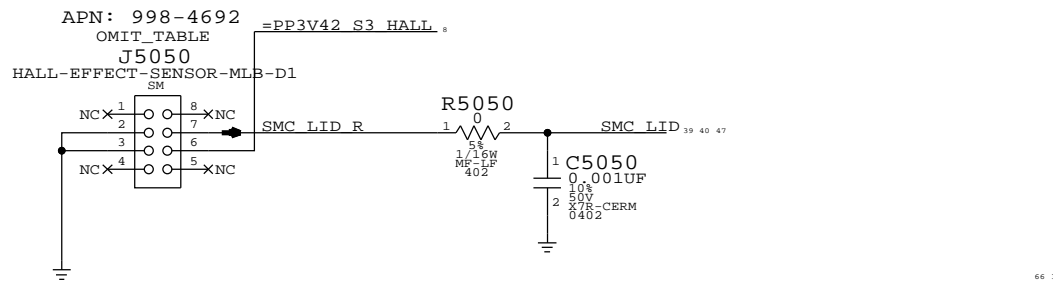 APN: 998-4692
OMIT_TABLE
J5050
HALL-EFFECT-SENSOR-MLB-D1
SM
=PP3V42_S3_HALL 8
NC 1 8 NC
2 7 SMC_LID_R
3 6
NC 4 5 NC
R5050
0
1 2
5%
1/16W
MF-LF
402
SMC_LID 39 40 47
1 C5050
0.001UF
10%
50V
2 X7R-CERM
0402
66